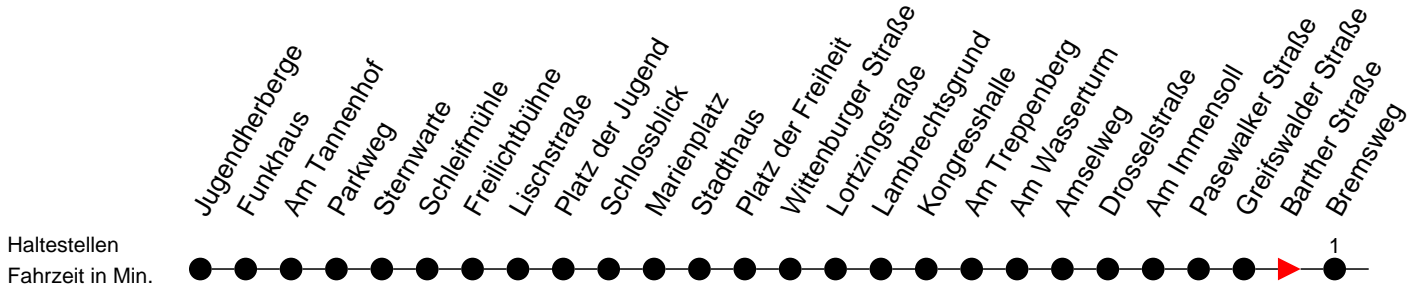 Jugendherberge
Funkhaus
Am Tannenhof
Parkweg
Sternwarte
Schleifmühle
Freilichtbühne
Lischstraße
Platz der Jugend
Schlossblick
Marienplatz
Stadthaus
Platz der Freiheit
Wittenburger Straße
Lortzingstraße
Lambrechtsgrund
Kongresshalle
Am Treppenberg
Am Wasserturm
Amselweg
Drosselstraße
Am Immensoll
Pasewalker Straße
Greifswalder Straße
Barther Straße
Bremsweg
Haltestellen
1
Fahrzeit in Min.